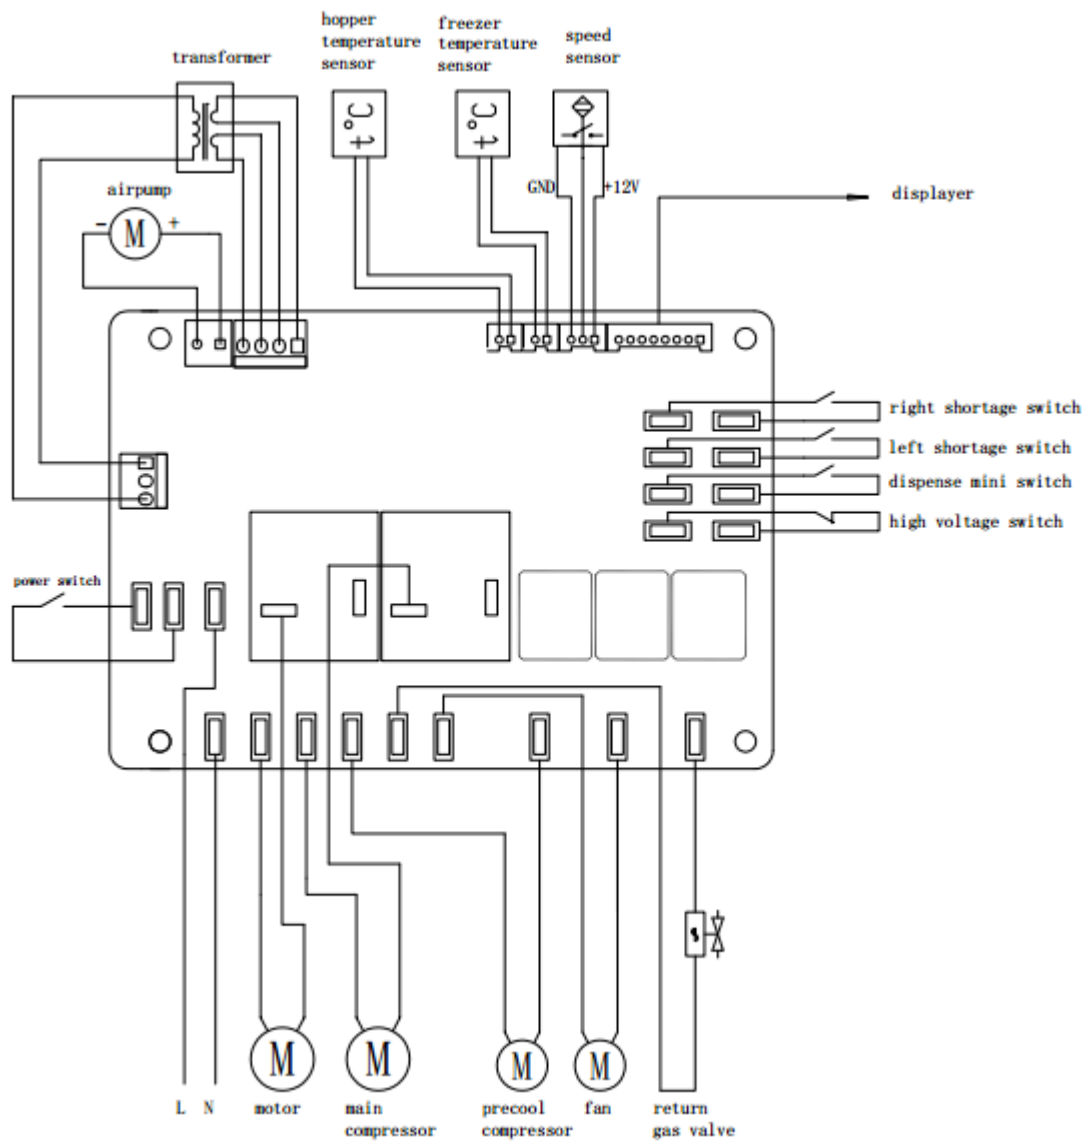 hopper
temperature
sensor
freezer
temperature
sensor
speed
sensor
transformer
t°C
t°C
GND
+12V
displayer
airpump
-
M
+
right shortage switch
left shortage switch
dispense mini switch
high voltage switch
power switch
M
M
M
M
L
N
motor
main
compressor
precool
compressor
fan
return
gas valve